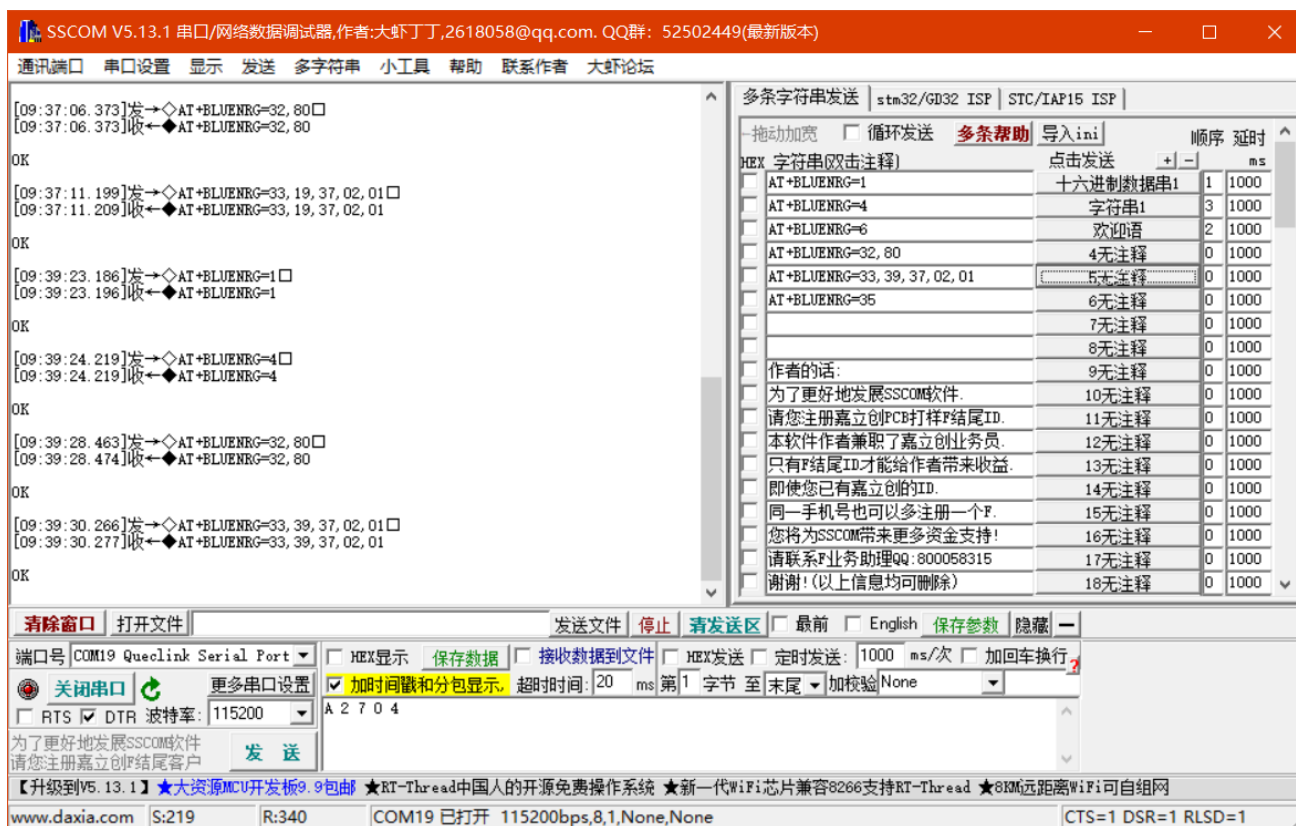 SSCOM V5.13.1 串口/网络数据调试器,作者:大虾丁丁,2618058@qq.com. QQ群: 52502449(最新版本)
通讯端口 串口设置 显示 发送 多字符串 小工具 帮助 联系作者 大虾论坛
[09:37:06.373]发→◇AT+BLUENRG=32,80□
[09:37:06.373]收←◆AT+BLUENRG=32,80
OK
[09:37:11.199]发→◇AT+BLUENRG=33,19,37,02,01□
[09:37:11.209]收←◆AT+BLUENRG=33,19,37,02,01
OK
[09:39:23.186]发→◇AT+BLUENRG=1□
[09:39:23.196]收←◆AT+BLUENRG=1
OK
[09:39:24.219]发→◇AT+BLUENRG=4□
[09:39:24.219]收←◆AT+BLUENRG=4
OK
[09:39:28.463]发→◇AT+BLUENRG=32,80□
[09:39:28.474]收←◆AT+BLUENRG=32,80
OK
[09:39:30.266]发→◇AT+BLUENRG=33,39,37,02,01□
[09:39:30.277]收←◆AT+BLUENRG=33,39,37,02,01
OK
多条字符串发送 stm32/GD32 ISP STC/IAP15 ISP
拖动加宽 循环发送 多条帮助 导入ini 顺序 延时
HEX 字符串(双击注释) 点击发送 + - ms
AT+BLUENRG=1 十六进制数据串1 1 1000
AT+BLUENRG=4 字符串1 3 1000
AT+BLUENRG=6 欢迎语 2 1000
AT+BLUENRG=32,80 4无注释 0 1000
AT+BLUENRG=33,39,37,02,01 5无注释 0 1000
AT+BLUENRG=35 6无注释 0 1000
7无注释 0 1000
8无注释 0 1000
作者的话: 9无注释 0 1000
为了更好地发展SSCOM软件. 10无注释 0 1000
请您注册嘉立创PCB打样F结尾ID. 11无注释 0 1000
本软件作者兼职了嘉立创业务员. 12无注释 0 1000
只有F结尾ID才能给作者带来收益. 13无注释 0 1000
即使您已有嘉立创的ID. 14无注释 0 1000
同一手机号也可以多注册一个F. 15无注释 0 1000
您将为SSCOM带来更多资金支持! 16无注释 0 1000
请联系F业务助理QQ:800058315 17无注释 0 1000
谢谢!(以上信息均可删除) 18无注释 0 1000
清除窗口 打开文件 发送文件 停止 清发送区 最前 English 保存参数 隐藏 —
端口号 COM19 Queclink Serial Port HEX显示 保存数据 接收数据到文件 HEX发送 定时发送: 1000 ms/次 加回车换行 ?
关闭串口 更多串口设置 加时间戳和分包显示, 超时时间: 20 ms 第1 字节 至 末尾 加校验 None
RTS DTR 波特率: 115200
A 2 7 0 4
为了更好地发展SSCOM软件
请您注册嘉立创F结尾客户
发 送
【升级到V5.13.1】★大资源MCU开发板9.9包邮 ★RT-Thread中国人的开源免费操作系统 ★新一代WiFi芯片兼容8266支持RT-Thread ★8KM远距离WiFi可自组网
www.daxia.com S:219 R:340 COM19 已打开 115200bps,8,1,None,None CTS=1 DSR=1 RLSD=1